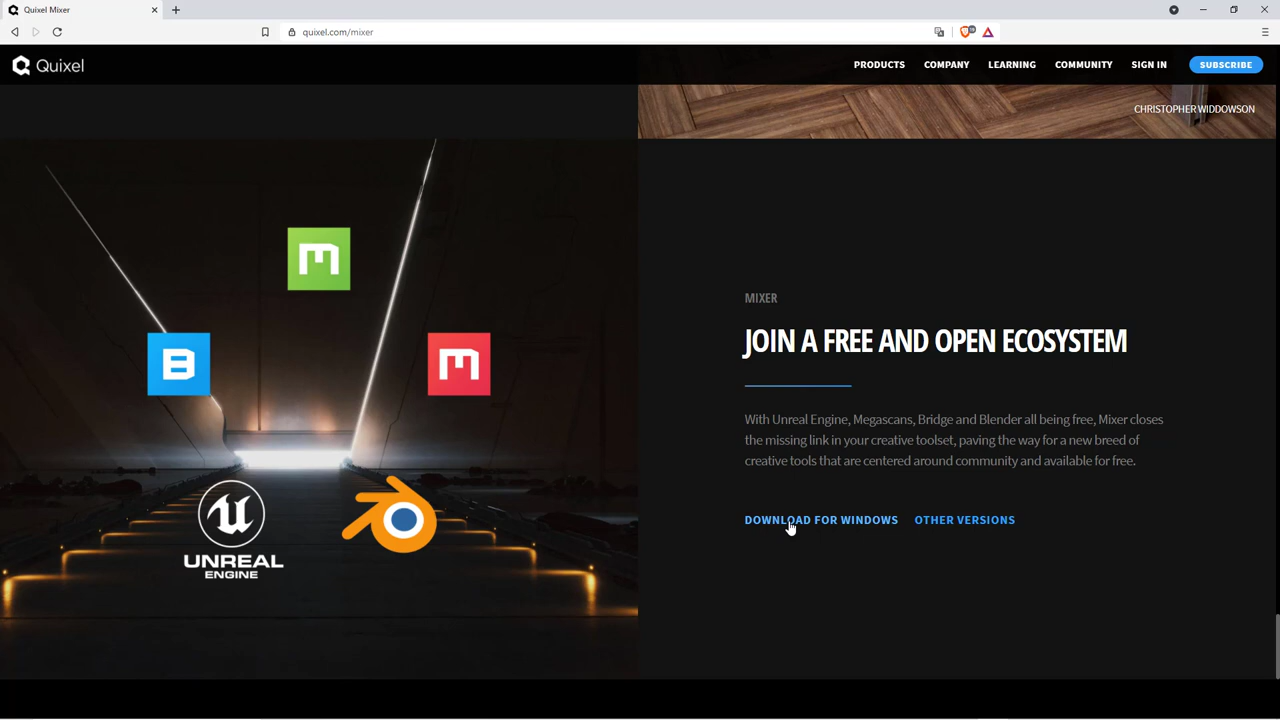 Quixel Mixer
quixel.com/mixer
Quixel
PRODUCTS
COMPANY
LEARNING
COMMUNITY
SIGN IN
SUBSCRIBE
CHRISTOPHER WIDDOWSON
MIXER
JOIN A FREE AND OPEN ECOSYSTEM
With Unreal Engine, Megascans, Bridge and Blender all being free, Mixer closes
the missing link in your creative toolset, paving the way for a new breed of
creative tools that are centered around community and available for free.
DOWNLOAD FOR WINDOWS
OTHER VERSIONS
M
B
M
UNREAL
ENGINE